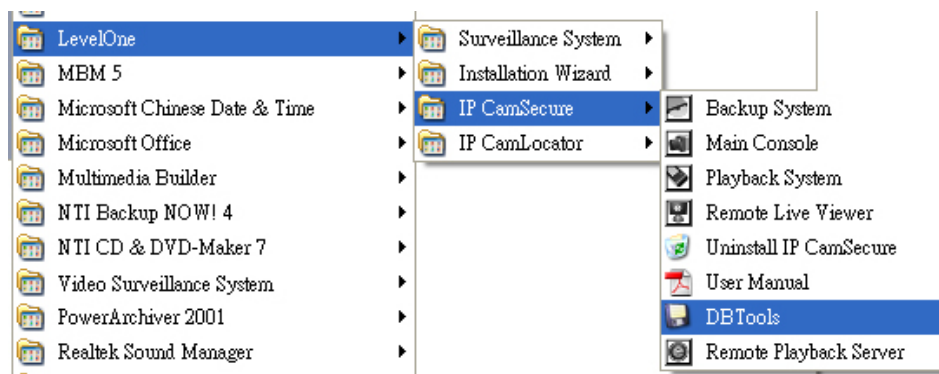 LevelOne
MBM 5
Microsoft Chinese Date & Time
Microsoft Office
Multimedia Builder
NTI Backup NOW! 4
NTI CD & DVD-Maker 7
Video Surveillance System
PowerArchiver 2001
Realtek Sound Manager
Surveillance System
Installation Wizard
IP CamSecure
IP CamLocator
Backup System
Main Console
Playback System
Remote Live Viewer
Uninstall IP CamSecure
User Manual
DBTools
Remote Playback Server